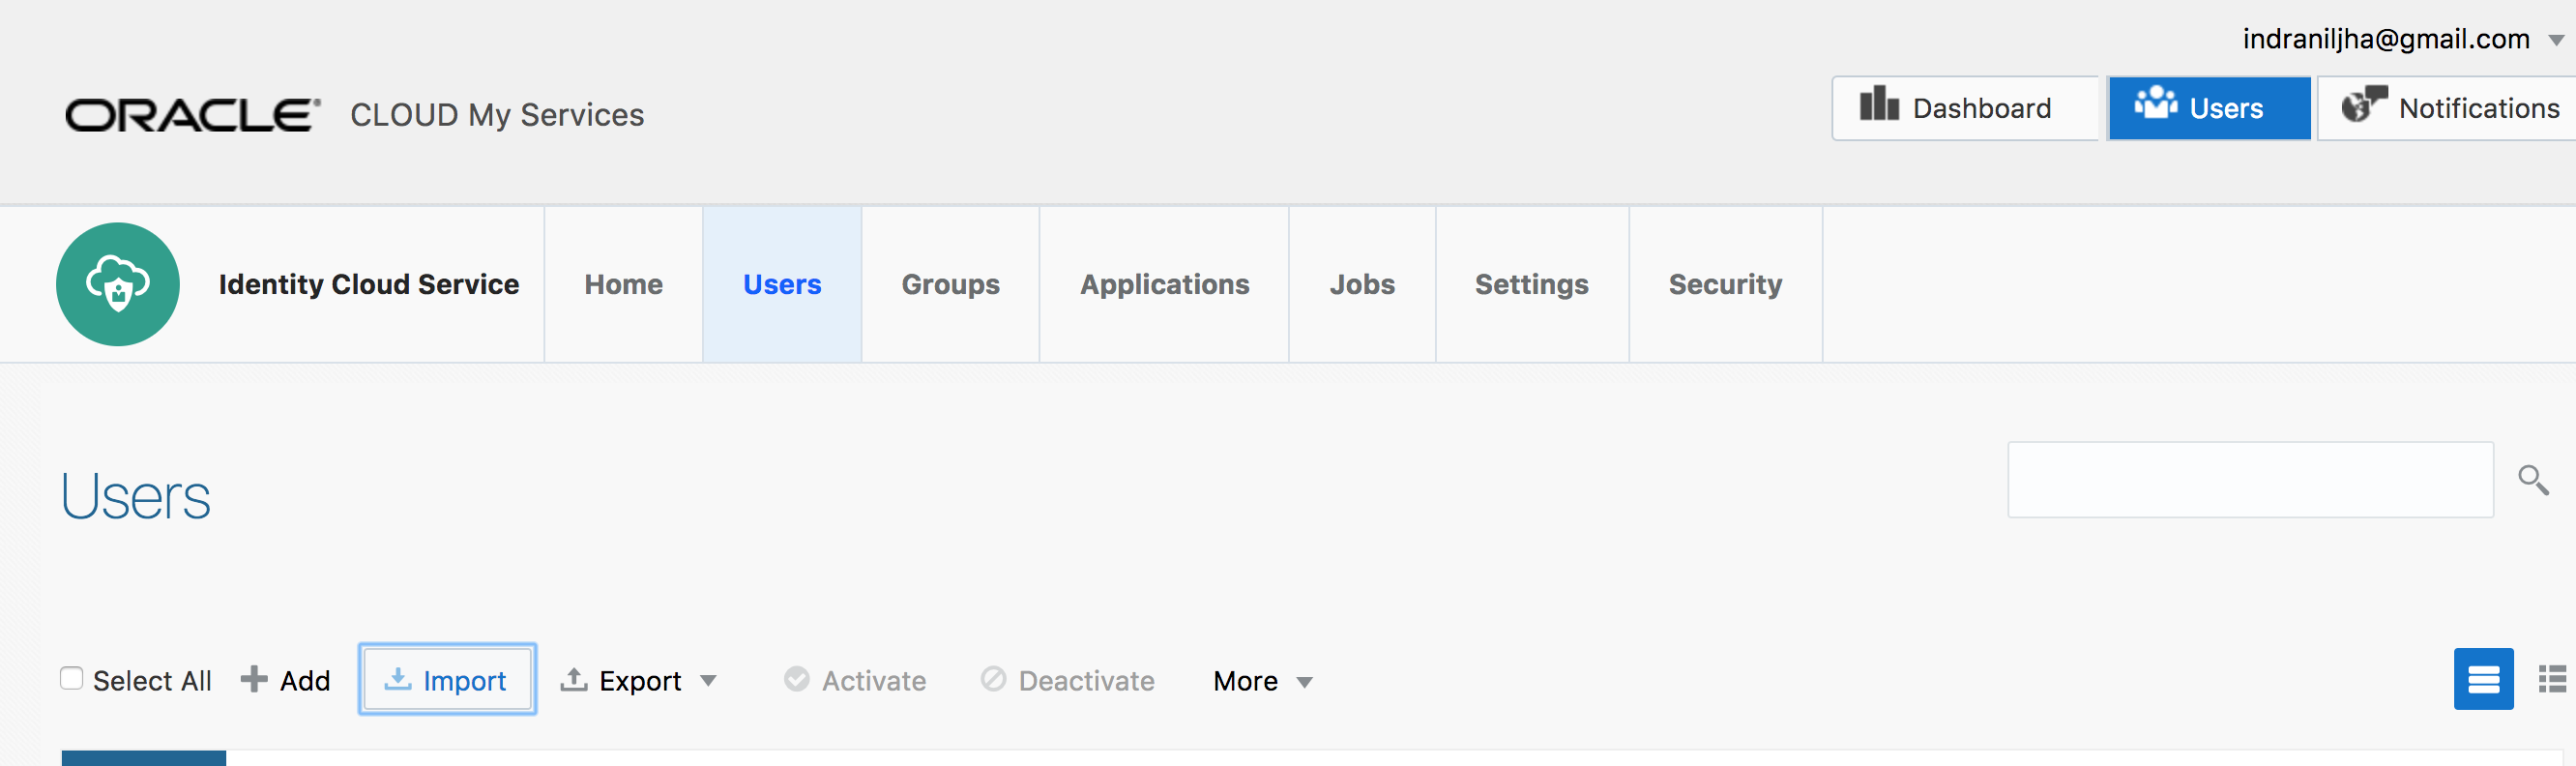 indraniljha@gmail.com
ORACLE® CLOUD My Services
Dashboard Users Notifications
Identity Cloud Service Home Users Groups Applications Jobs Settings Security
Users
Select All Add Import Export Activate Deactivate More